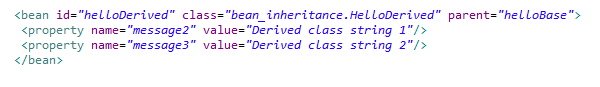 <bean id="helloDerived" class="bean_inheritance.HelloDerived" parent="helloBase">
<property name="message2" value="Derived class string 1"/>
<property name="message3" value="Derived class string 2"/>
</bean>